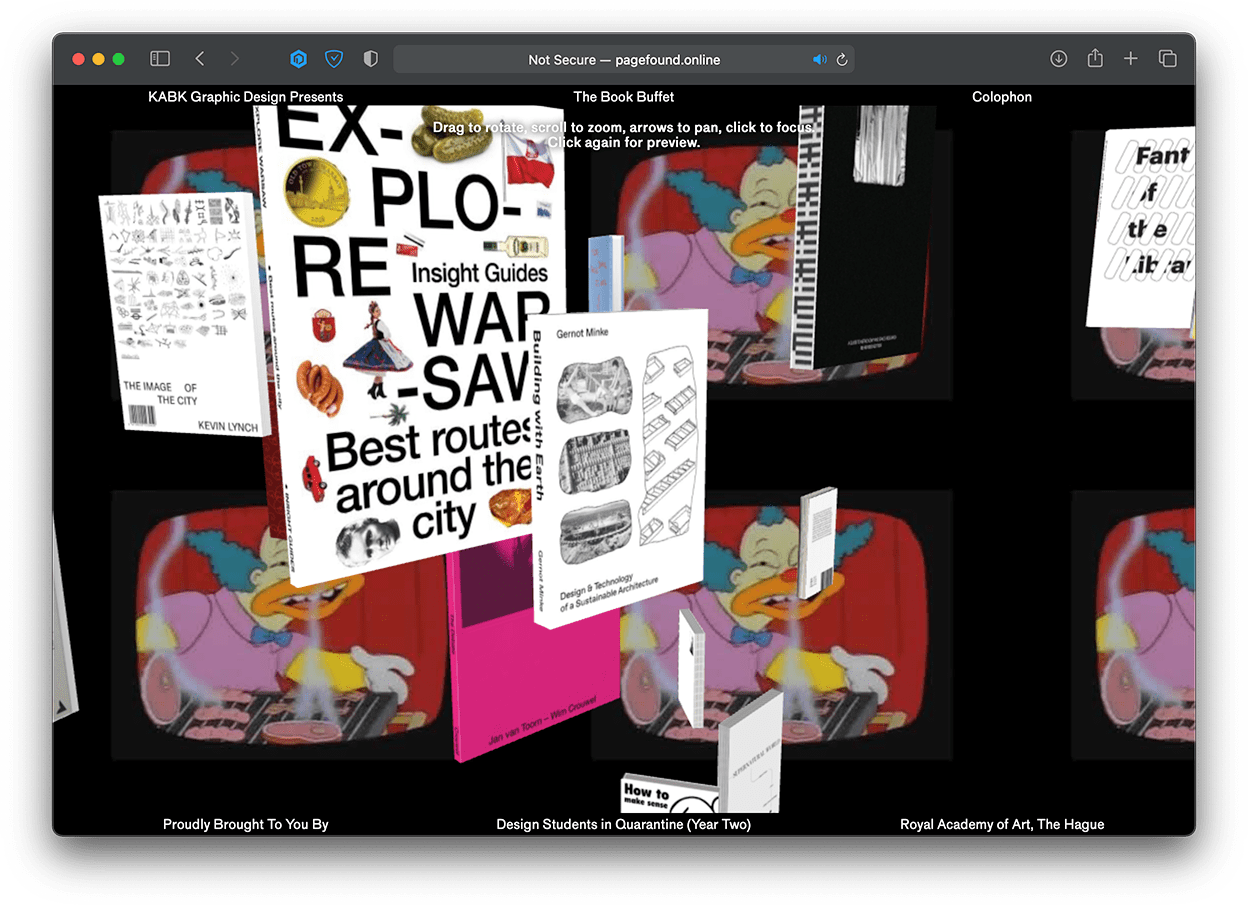 Not Secure — pagefound.online
KABK Graphic Design Presents
The Book Buffet
Colophon
Drag to rotate, scroll to zoom, arrows to pan, click to focus.
Click again for preview.
THE IMAGE OF
THE CITY
KEVIN LYNCH
EX-
PLO-
RE
Insight Guides
WAR
-SAW
Best routes
around the
city
EXPLORE WARSAW
Best routes around the city
INSIGHT GUIDES
Gernot Minke
Building with Earth
Gernot Minke
Design & Technology
of a Sustainable Architecture
Jan van Toorn – Wim Crouwel
Fant
of
the
Librar
How to
make sense
SUPERNATURAL WORLD
Proudly Brought To You By
Design Students in Quarantine (Year Two)
Royal Academy of Art, The Hague